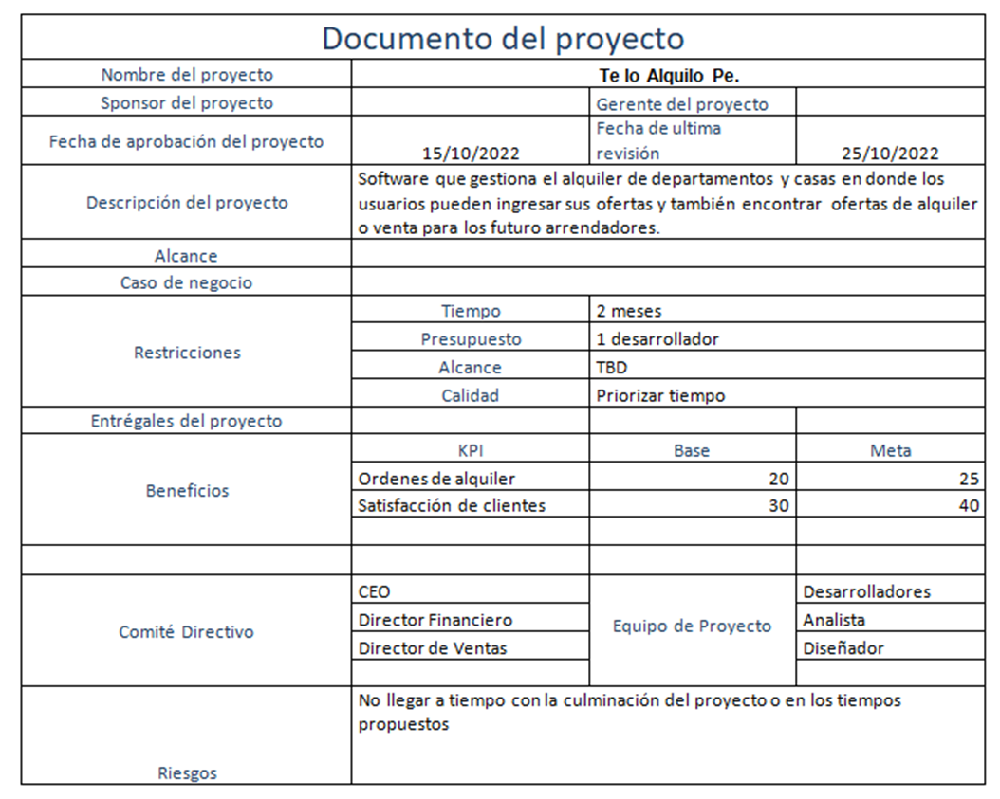 Documento del proyecto
Nombre del proyecto
Te lo Alquilo Pe.
Sponsor del proyecto
Gerente del proyecto
Fecha de aprobación del proyecto
15/10/2022
Fecha de ultima
revisión
25/10/2022
Descripción del proyecto
Software que gestiona el alquiler de departamentos y casas en donde los
usuarios pueden ingresar sus ofertas y también encontrar ofertas de alquiler
o venta para los futuro arrendadores.
Alcance
Caso de negocio
Restricciones
Tiempo
2 meses
Presupuesto
1 desarrollador
Alcance
TBD
Calidad
Priorizar tiempo
Entrégales del proyecto
Beneficios
KPI
Base
Meta
Ordenes de alquiler
20
25
Satisfacción de clientes
30
40
Comité Directivo
CEO
Director Financiero
Director de Ventas
Equipo de Proyecto
Desarrolladores
Analista
Diseñador
Riesgos
No llegar a tiempo con la culminación del proyecto o en los tiempos
propuestos